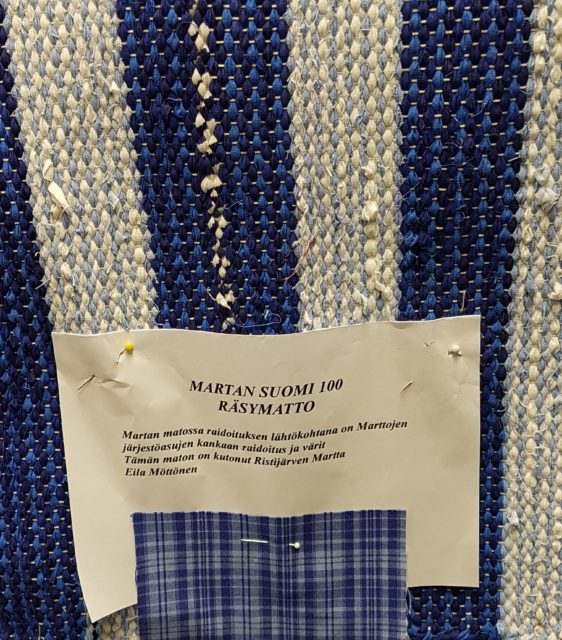 MARTAN SUOMI 100
RÄSYMATTO
Martan matossa raidoituksen lähtökohtana on Marttojen
järjestöasujen kankaan raidoitus ja värit
Tämän maton on kutonut Ristijärven Martta
Eila Möttönen